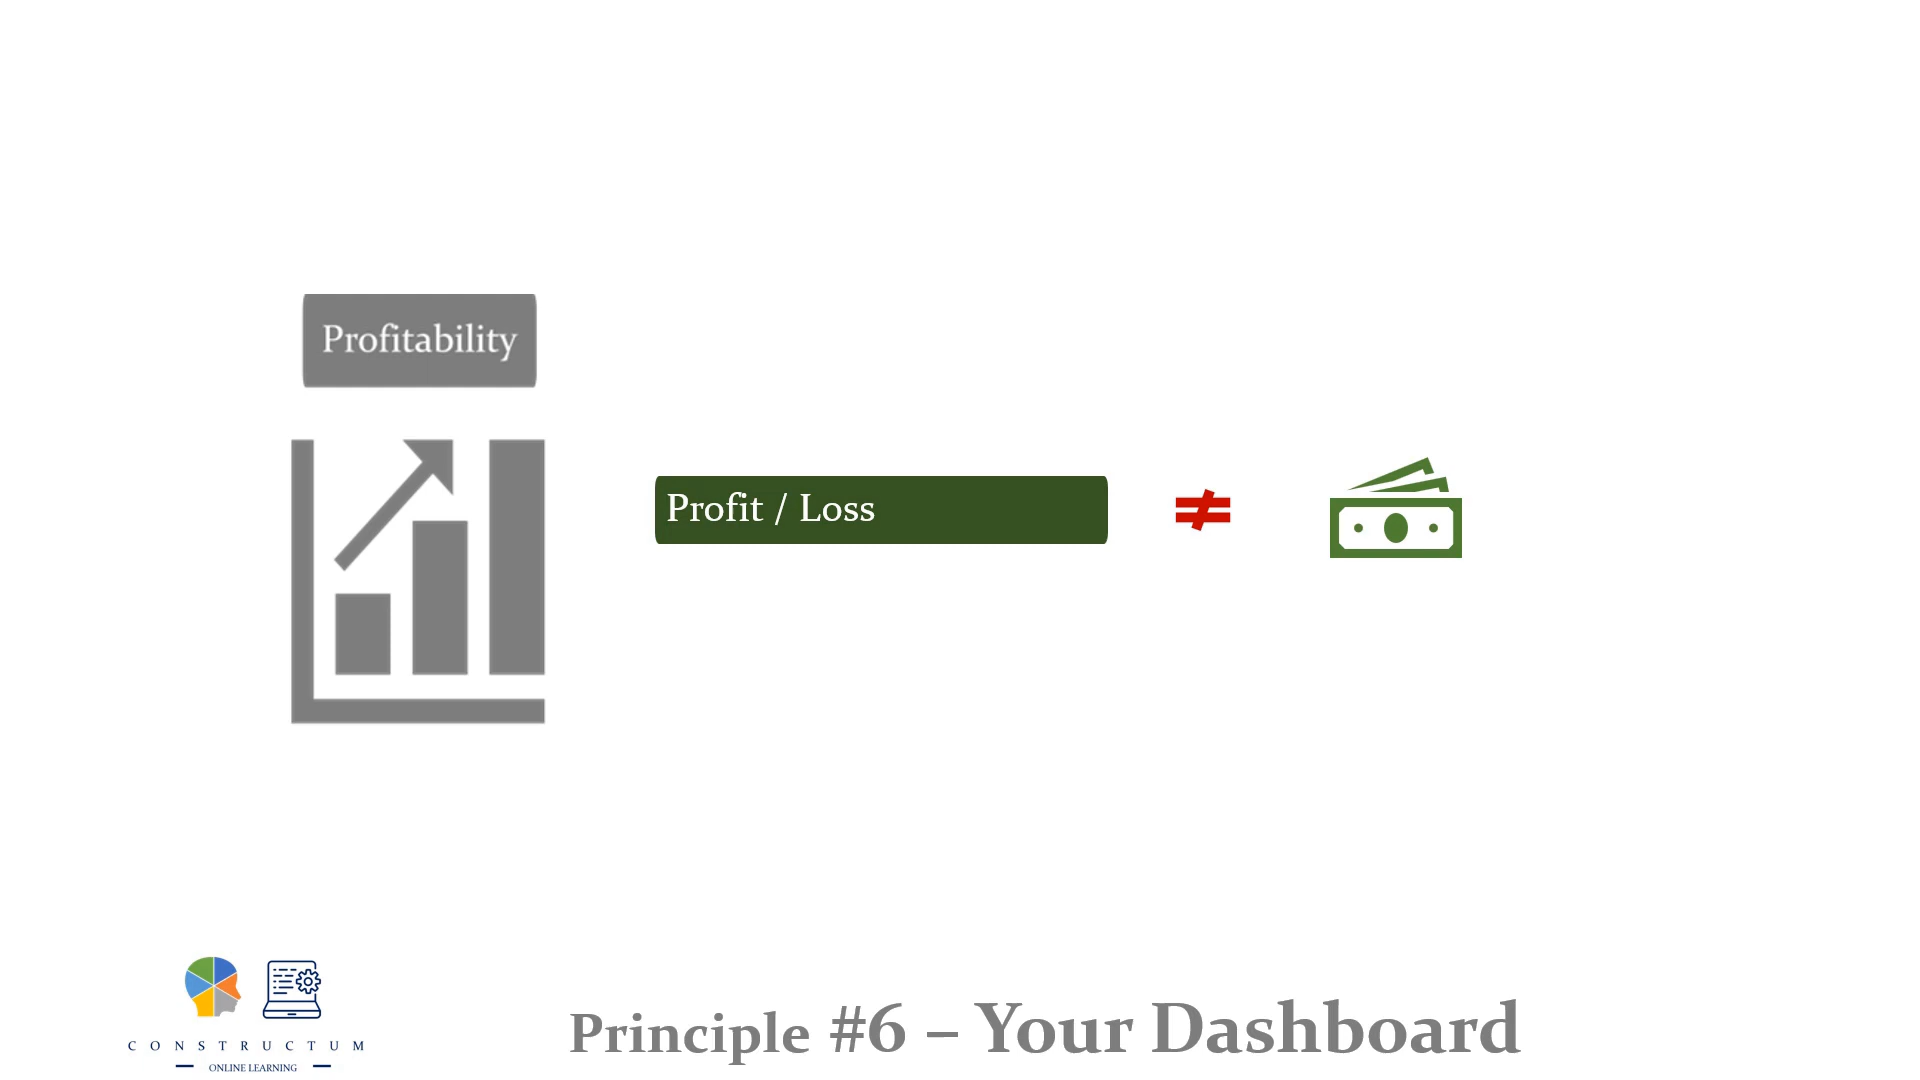 Profitability
Profit / Loss
≠
CONSTRUCTUM
ONLINE LEARNING
Principle #6 – Your Dashboard